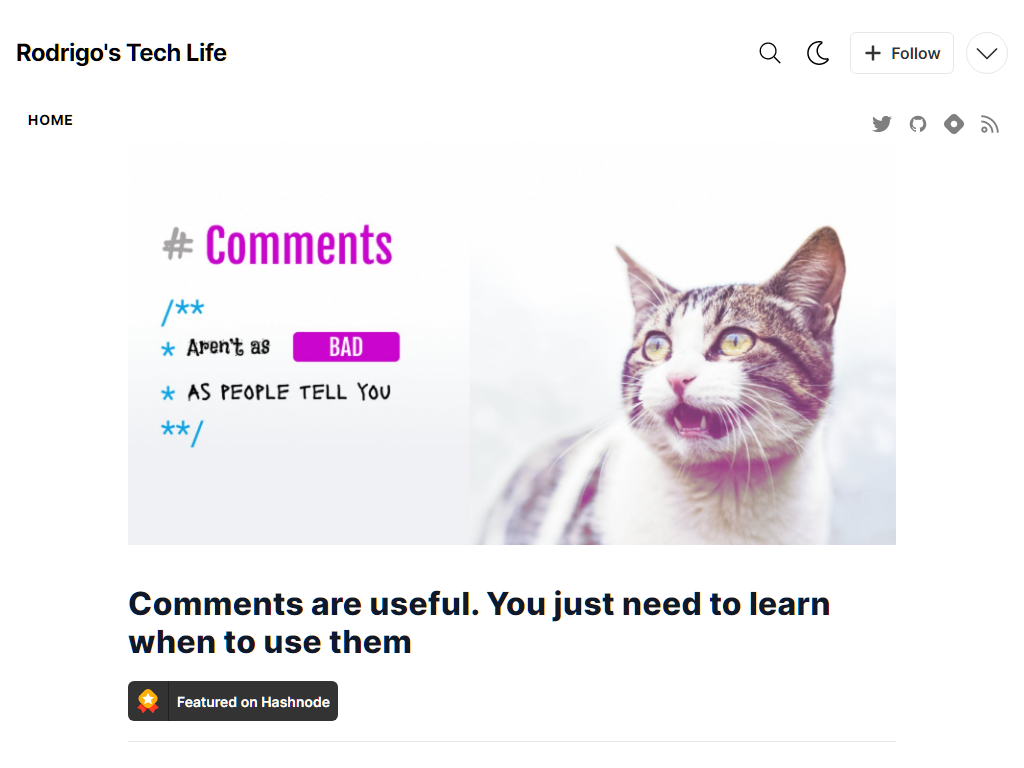 Rodrigo's Tech Life
Follow
HOME
# Comments
/**
* Aren't as BAD
* AS PEOPLE TELL YOU
**/
Comments are useful. You just need to learn
when to use them
Featured on Hashnode